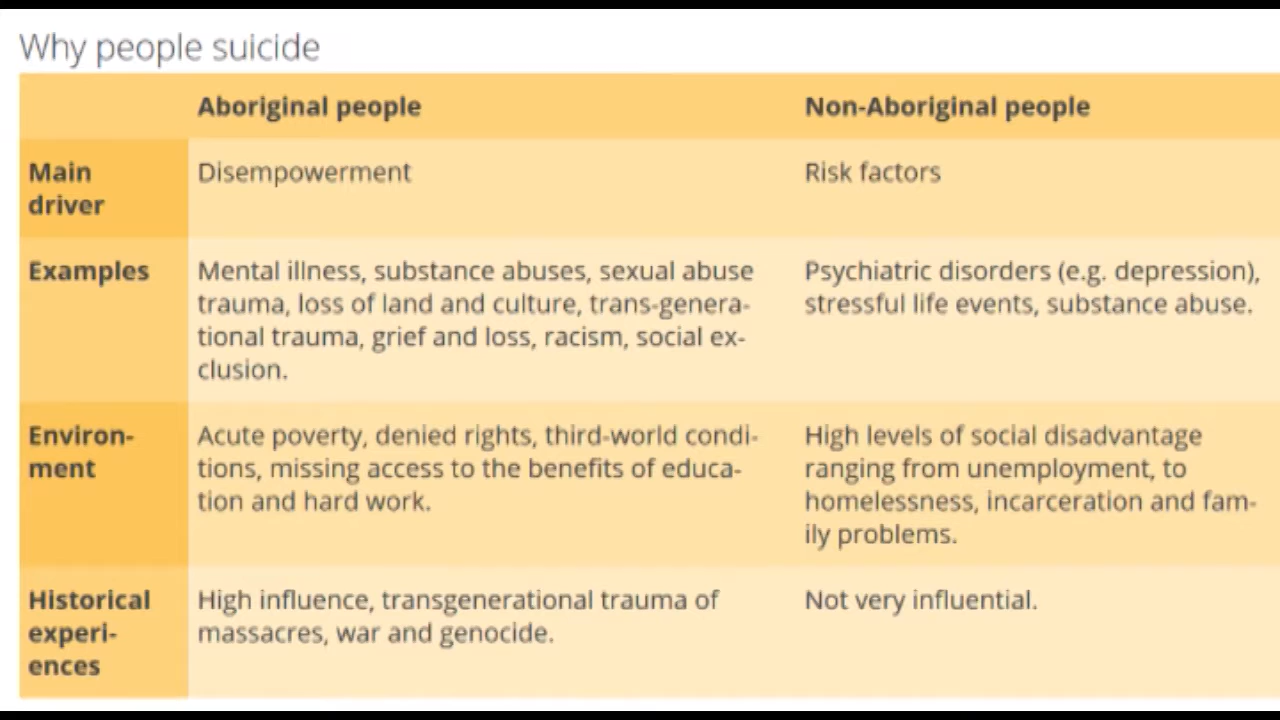 Why people suicide
Aboriginal people Non-Aboriginal people
Main Disempowerment Risk factors
driver
Examples Mental illness, substance abuses, sexual abuse Psychiatric disorders (e.g. depression),
trauma, loss of land and culture, trans-genera- stressful life events, substance abuse.
tional trauma, grief and loss, racism, social ex-
clusion.
Environ- Acute poverty, denied rights, third-world condi- High levels of social disadvantage
ment tions, missing access to the benefits of educa- ranging from unemployment, to
tion and hard work. homelessness, incarceration and fam-
ily problems.
Historical High influence, transgenerational trauma of Not very influential.
experi- massacres, war and genocide.
ences